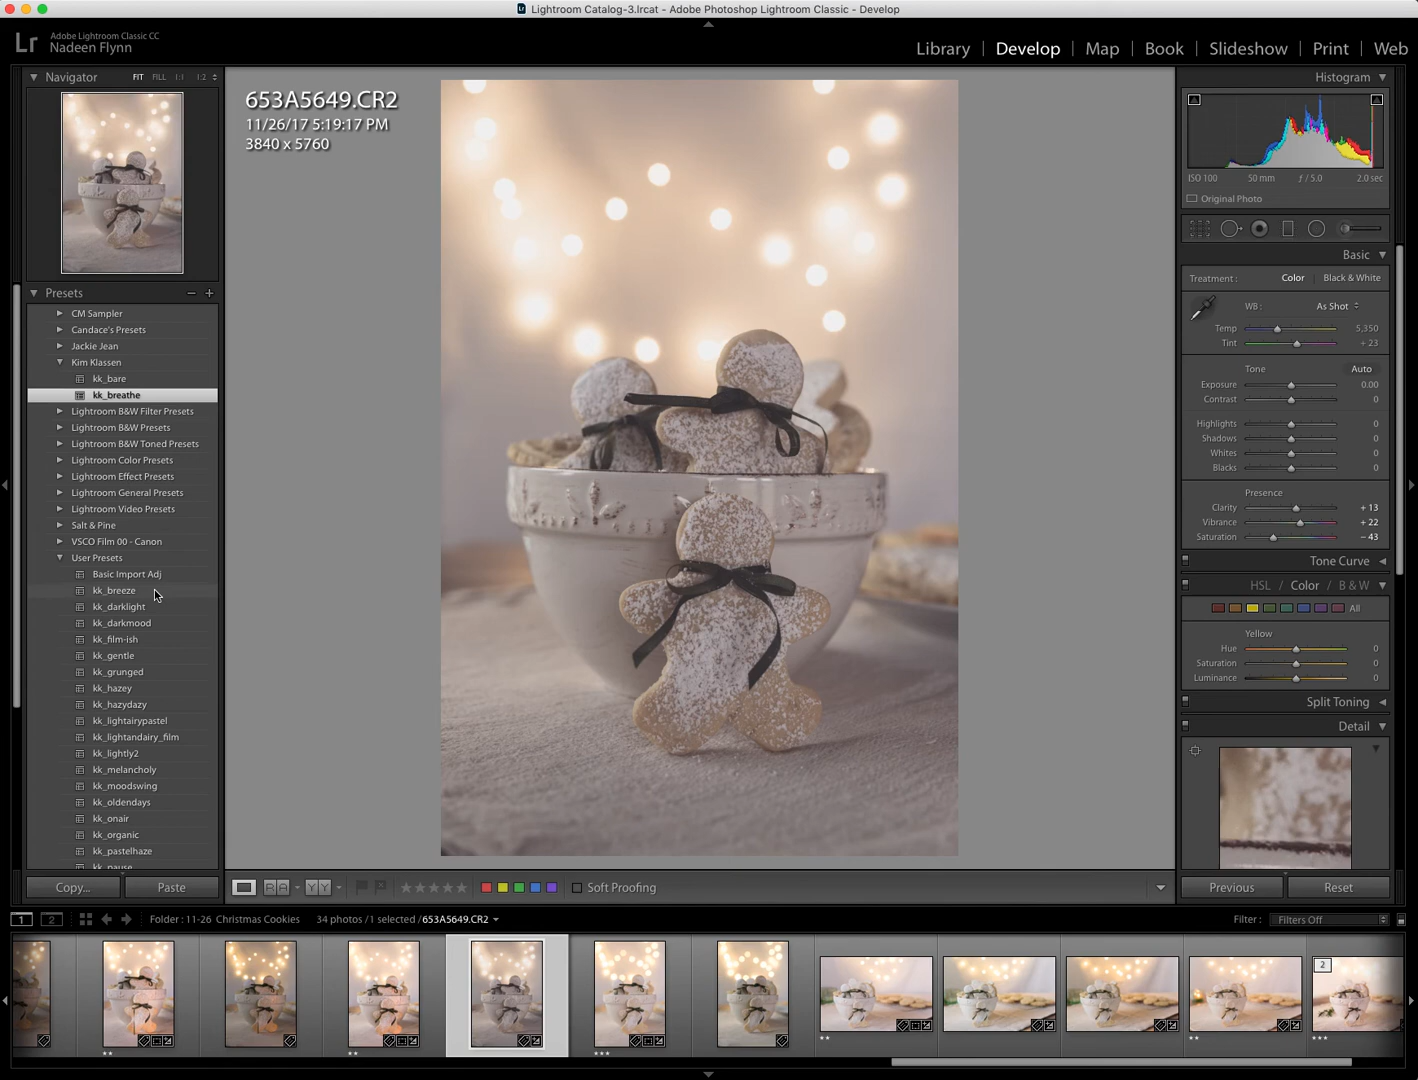 Lightroom Catalog-3.lrcat - Adobe Photoshop Lightroom Classic - Develop
Lr
Adobe Lightroom Classic CC
Nadeen Flynn
Library | Develop | Map | Book | Slideshow | Print | Web
Navigator FIT FILL 1:1 1:2
653A5649.CR2
11/26/17 5:19:17 PM
3840 x 5760
Presets
CM Sampler
Candace's Presets
Jackie Jean
Kim Klassen
kk_bare
kk_breathe
Lightroom B&W Filter Presets
Lightroom B&W Presets
Lightroom B&W Toned Presets
Lightroom Color Presets
Lightroom Effect Presets
Lightroom General Presets
Lightroom Video Presets
Salt & Pine
VSCO Film 00 - Canon
User Presets
Basic Import Adj
kk_breeze
kk_darklight
kk_darkmood
kk_film-ish
kk_gentle
kk_grunged
kk_hazey
kk_hazydazy
kk_lightairypastel
kk_lightandairy_film
kk_lightly2
kk_melancholy
kk_moodswing
kk_oldendays
kk_onair
kk_organic
kk_pastelhaze
kk_pause
Copy... Paste
Histogram
ISO 100 50 mm ƒ / 5.0 2.0 sec
Original Photo
Basic
Treatment : Color Black & White
WB : As Shot
Temp 5,350
Tint + 23
Tone Auto
Exposure 0.00
Contrast 0
Highlights 0
Shadows 0
Whites 0
Blacks 0
Presence
Clarity + 13
Vibrance + 22
Saturation – 43
Tone Curve
HSL / Color / B & W
All
Yellow
Hue 0
Saturation 0
Luminance 0
Split Toning
Detail
Previous Reset
R A Y Y Soft Proofing
1 2 Folder : 11-26 Christmas Cookies 34 photos / 1 selected / 653A5649.CR2 Filter : Filters Off
2